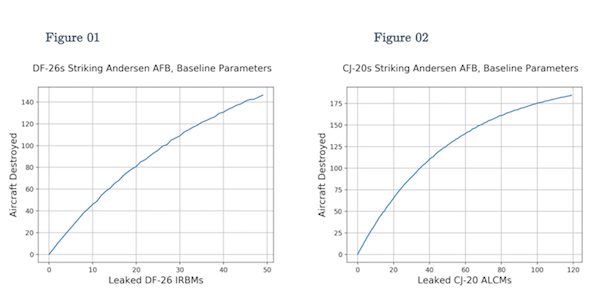 Figure 01
Figure 02
DF-26s Striking Andersen AFB, Baseline Parameters
Aircraft Destroyed
140
120
100
80
60
40
20
0
0 10 20 30 40 50
Leaked DF-26 IRBMs
CJ-20s Striking Andersen AFB, Baseline Parameters
Aircraft Destroyed
175
150
125
100
75
50
25
0
0 20 40 60 80 100 120
Leaked CJ-20 ALCMs